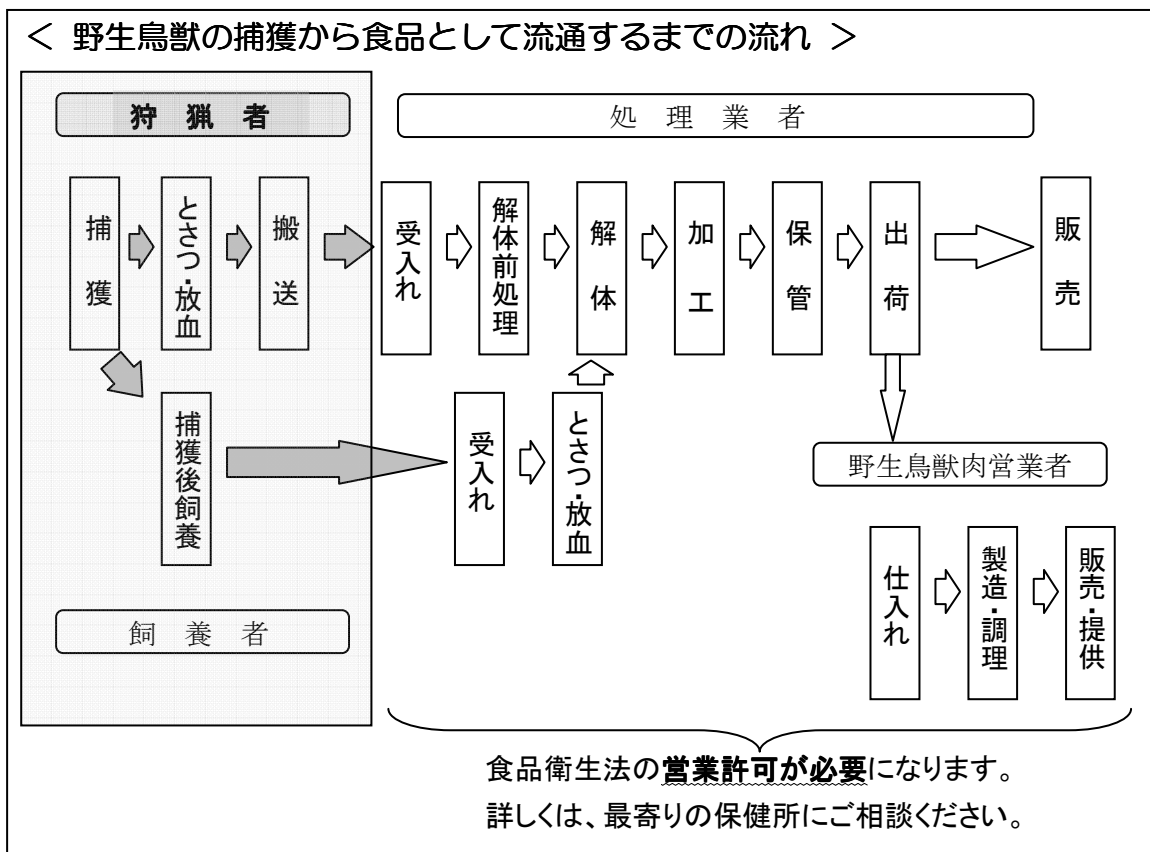 ＜ 野生鳥獣の捕獲から食品として流通するまでの流れ ＞
狩 猟 者
処 理 業 者
捕 獲
とさつ・放血
搬 送
受入れ
解体前処理
解 体
加 工
保 管
出 荷
販 売
捕獲後飼養
受入れ
とさつ・放血
野生鳥獣肉営業者
仕入れ
製造・調理
販売・提供
飼 養 者
食品衛生法の営業許可が必要になります。
詳しくは、最寄りの保健所にご相談ください。